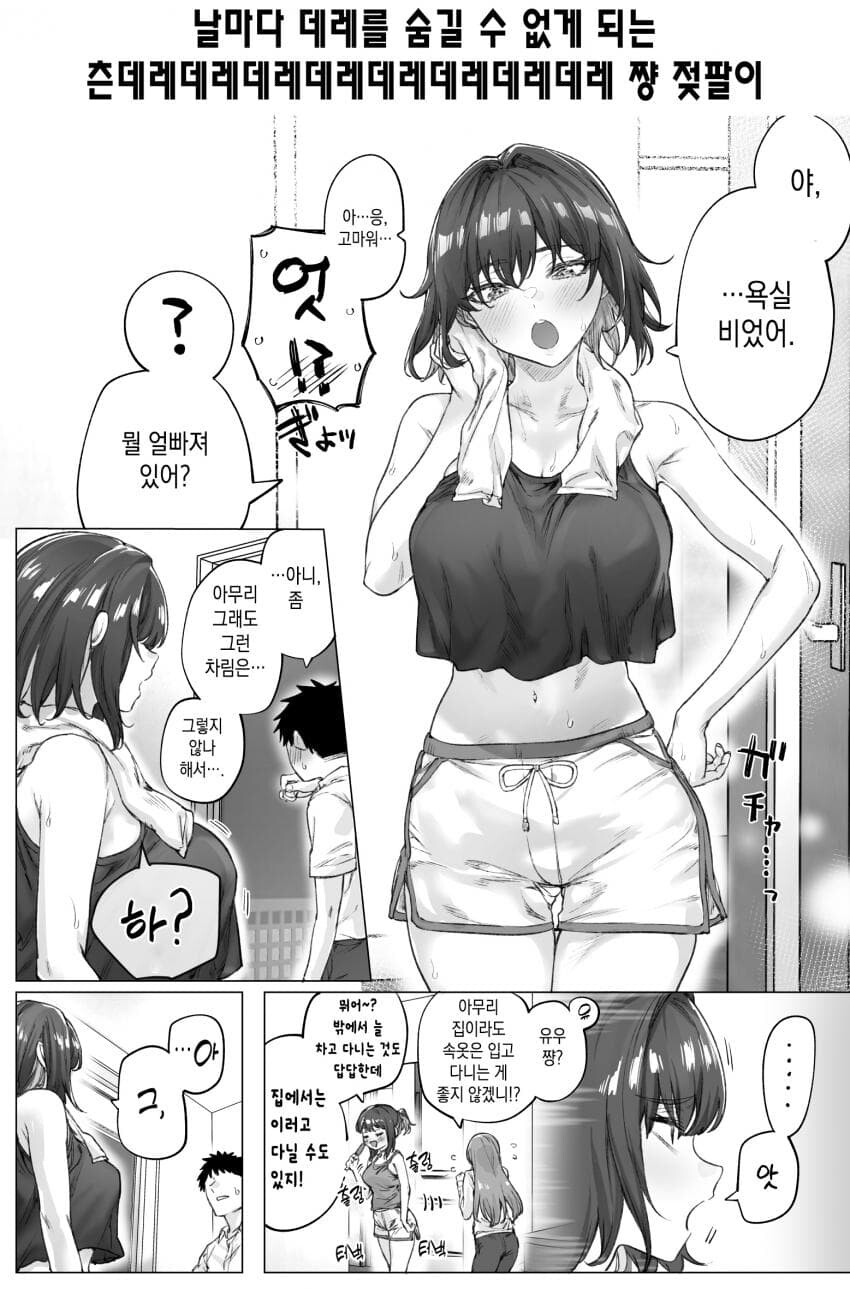 날마다 데레를 숨길 수 없게 되는
츤데레데레데레데레데레데레데레데레 쨩 젖팔이
야,
…욕실
비었어.
아…응,
고마워…
엇
!?
ぎょッ
?
뭘 얼빠져
있어?
ガチャ……っ
…아니,
좀
아무리
그래도
그런
차림은…
그렇지
않나
해서….
하?
・・・・・
앗
유우
쨩?
아무리
집이라도
속옷은 입고
다니는 게
좋지 않겠니!?
뭐어~?
밖에서 늘
차고 다니는 것도
답답한데
집에서는
이러고
다닐 수도
있지!
출렁
출렁
터벅
터벅
…아
그,